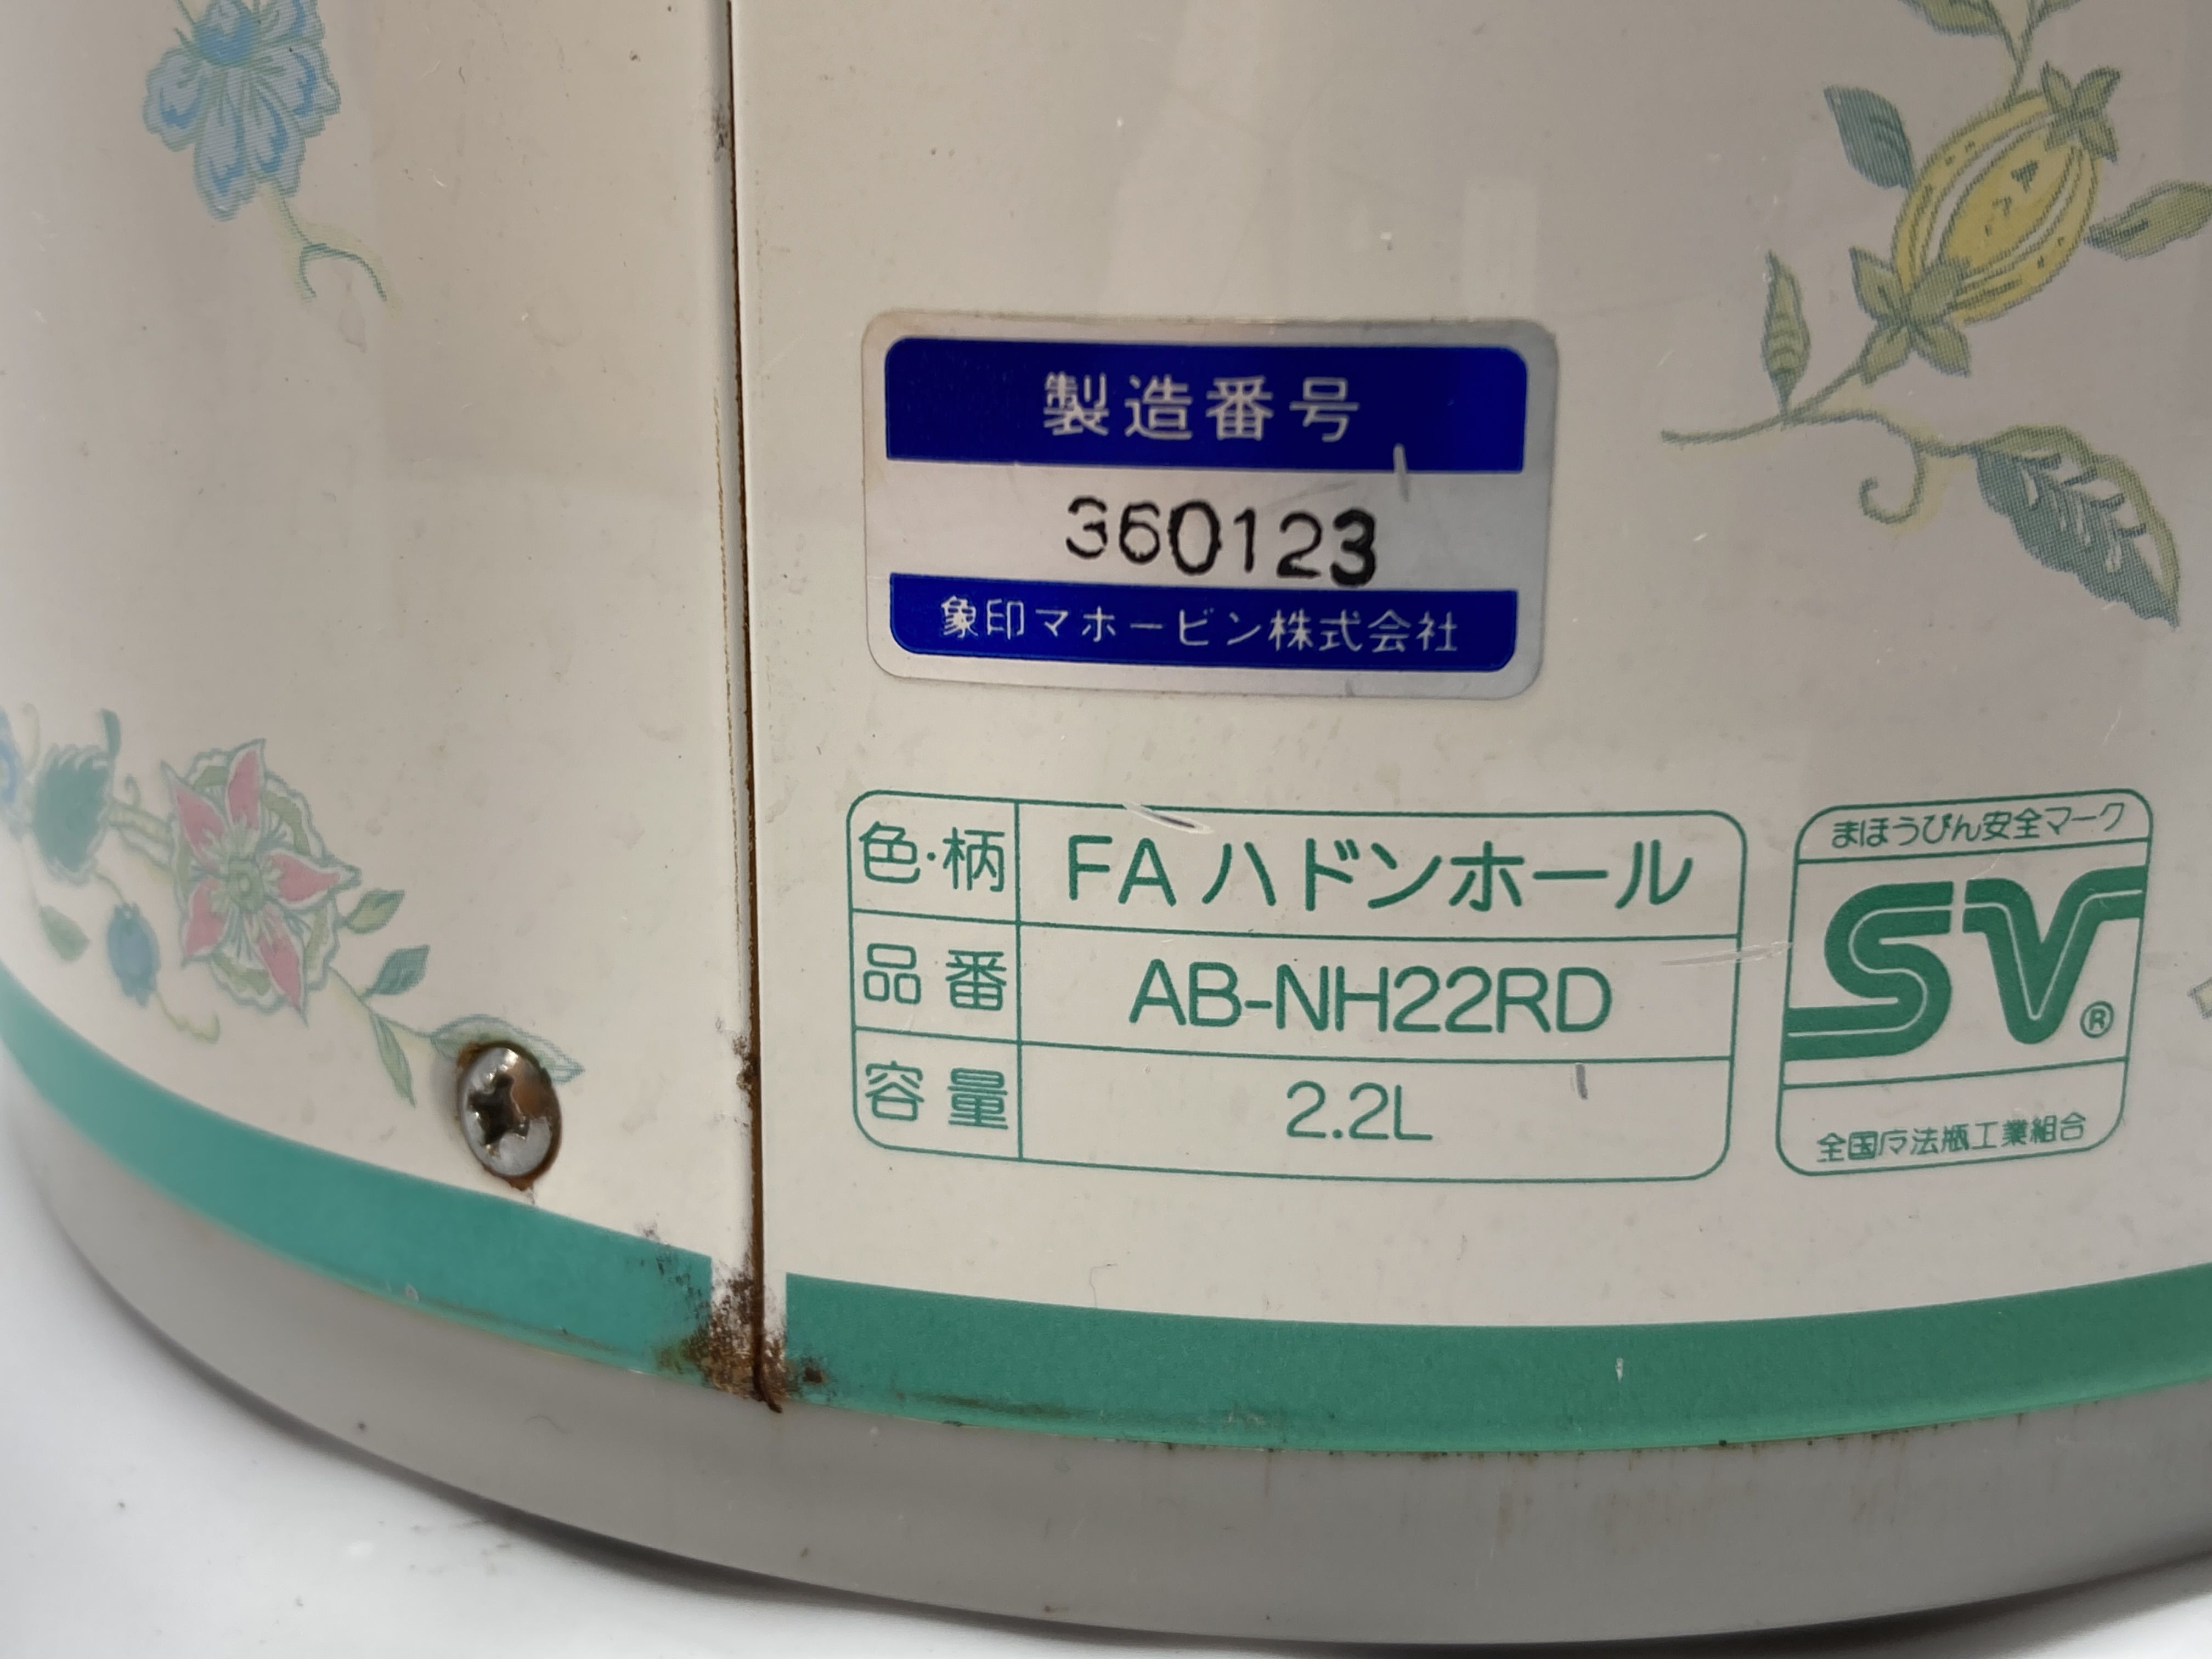 製造番号
360123
象印マホービン株式会社
色·柄 FA ハドンホール
品番 AB-NH22RD
容量 2.2L
まほうびん安全マーク
SV®
全国魔法瓶工業組合